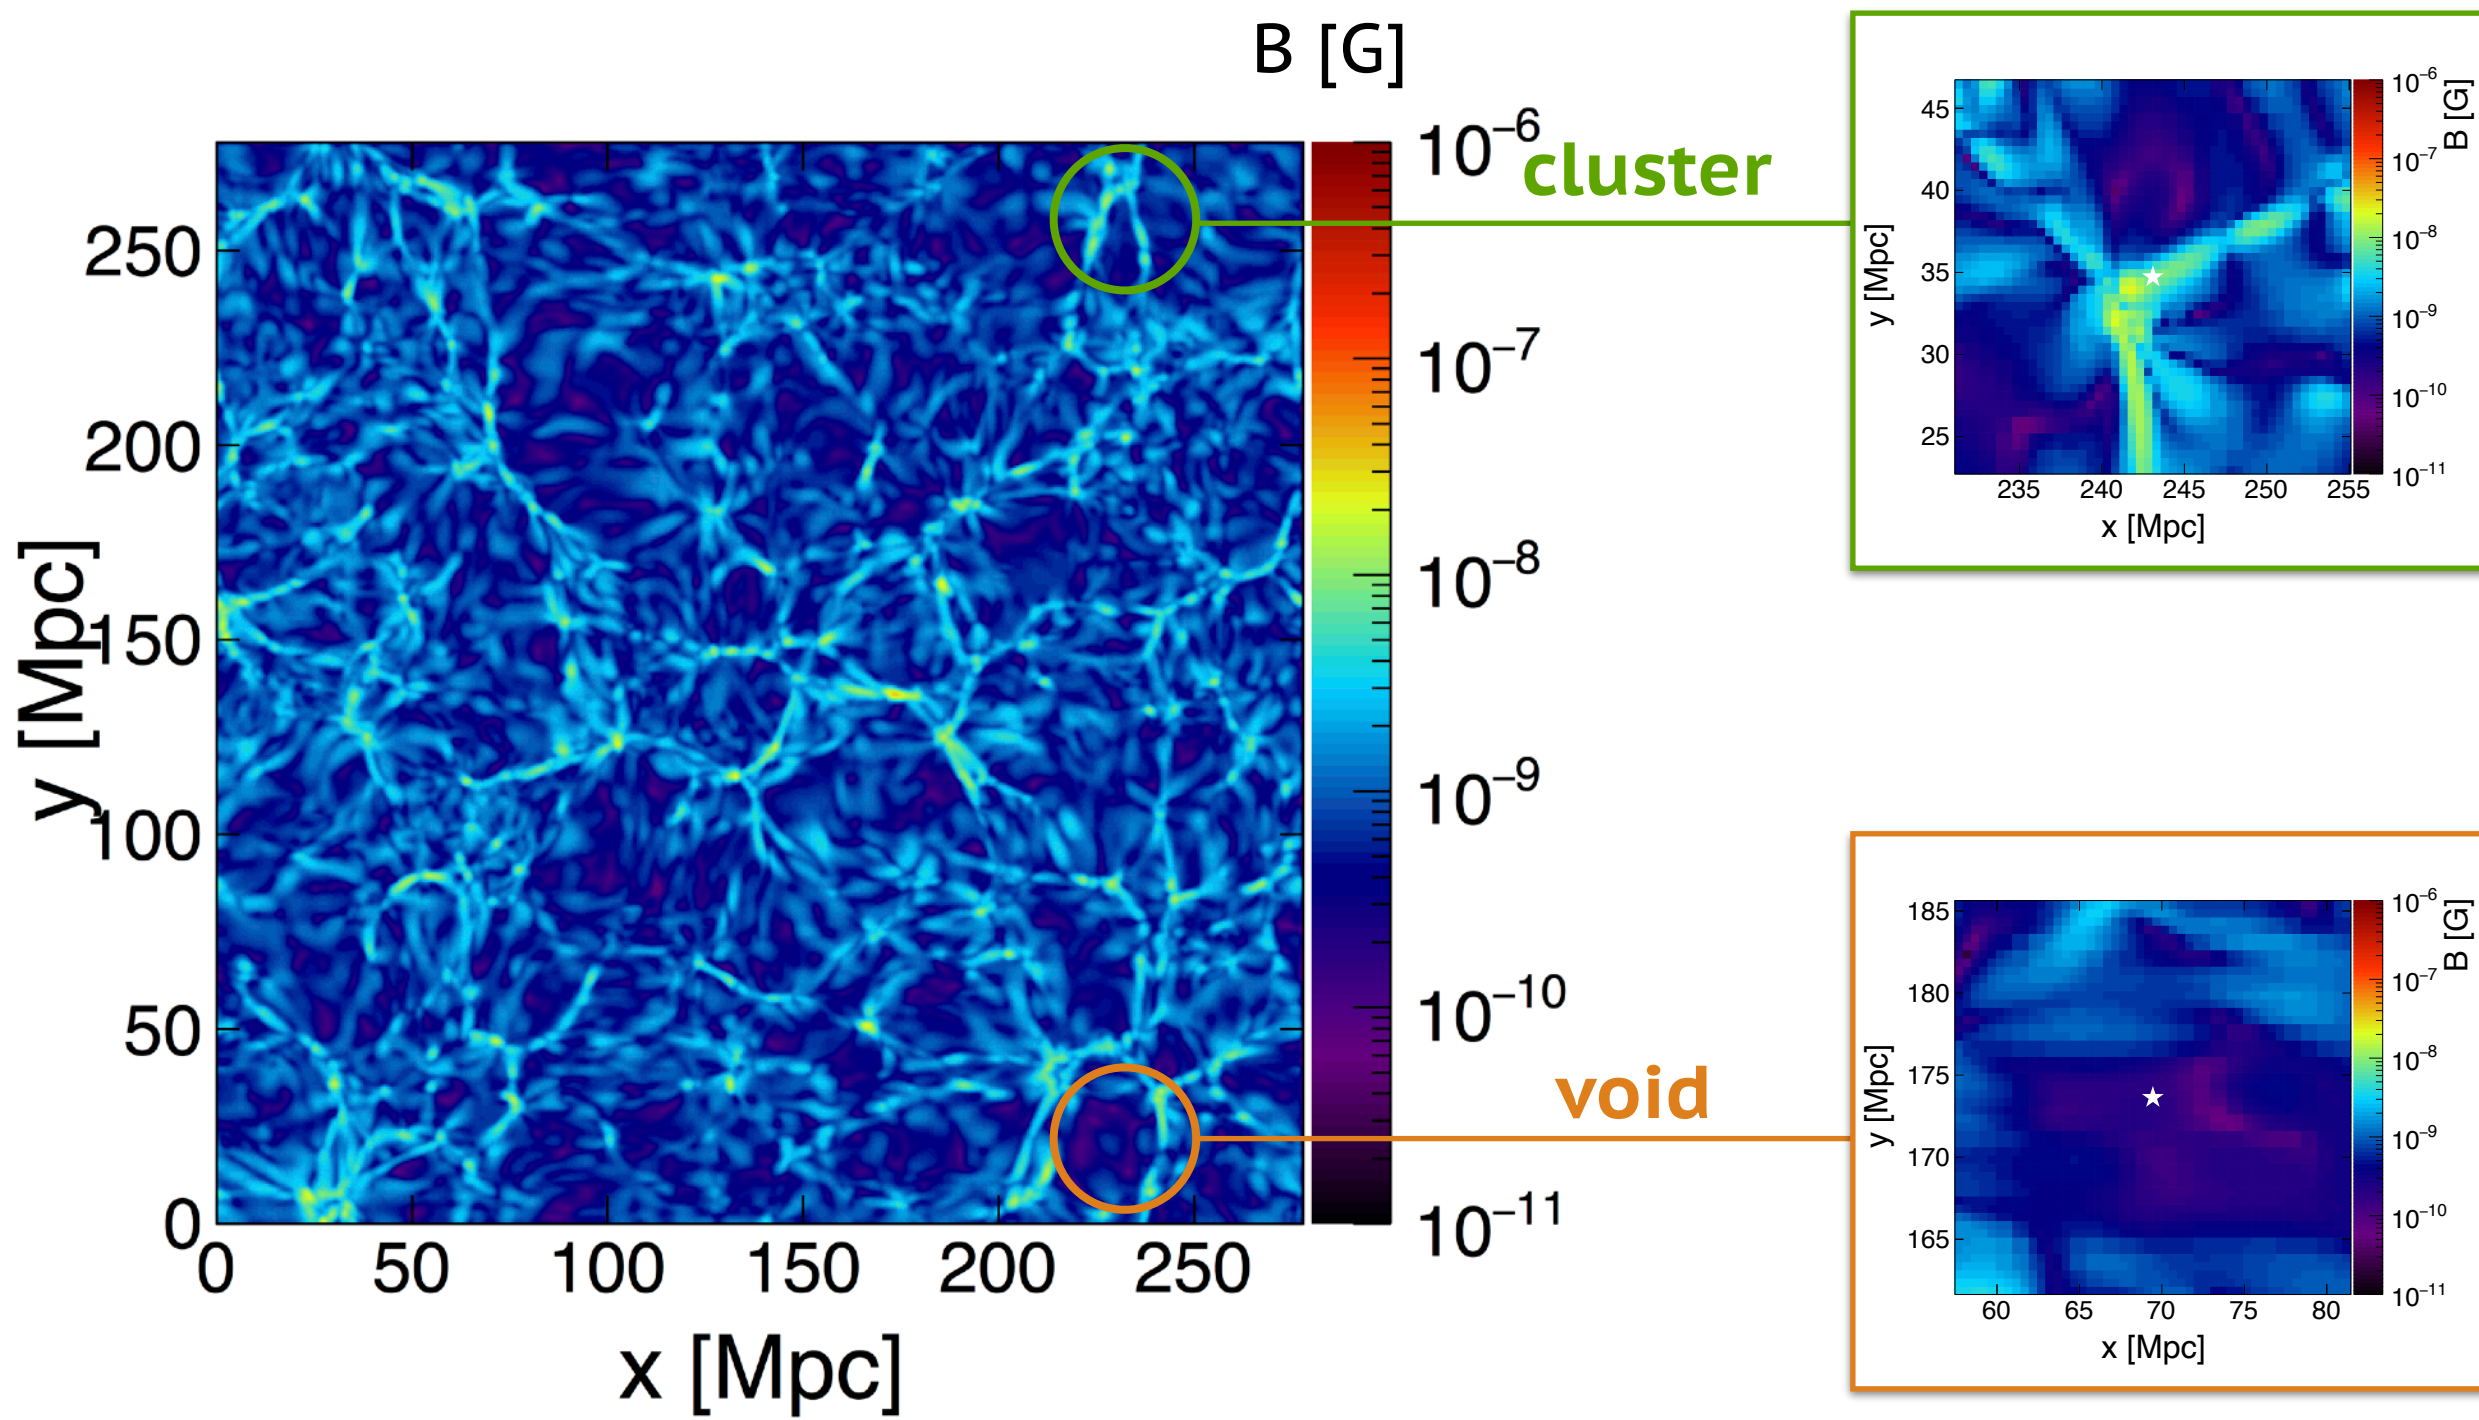 B [G]
y [Mpc]
250
200
150
100
50
0
0 50 100 150 200 250
x [Mpc]
10⁻⁶
10⁻⁷
10⁻⁸
10⁻⁹
10⁻¹⁰
10⁻¹¹
cluster
void
y [Mpc]
45
40
35
30
25
235 240 245 250 255
x [Mpc]
B [G]
10⁻⁶
10⁻⁷
10⁻⁸
10⁻⁹
10⁻¹⁰
10⁻¹¹
y [Mpc]
185
180
175
170
165
60 65 70 75 80
x [Mpc]
B [G]
10⁻⁶
10⁻⁷
10⁻⁸
10⁻⁹
10⁻¹⁰
10⁻¹¹